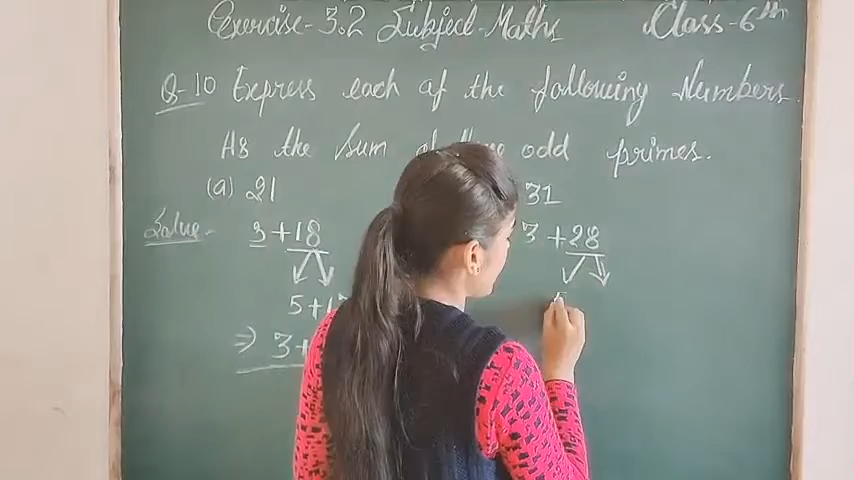 Exercise-3.2 Subject-Maths Class-6th
Q-10 Express each of the following Numbers
As the Sum of odd primes.
(a) 21 31
Solve- 3+18 3+28
5+1 5
⇒ 3+